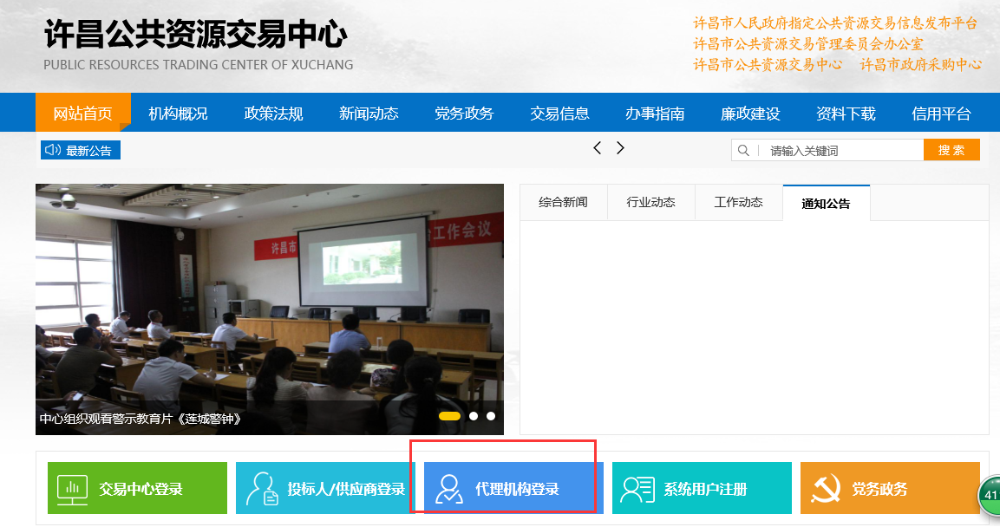 许昌公共资源交易中心
PUBLIC RESOURCES TRADING CENTER OF XUCHANG
许昌市人民政府指定公共资源交易信息发布平台
许昌市公共资源交易管理委员会办公室
许昌市公共资源交易中心 许昌市政府采购中心
网站首页 机构概况 政策法规 新闻动态 党务政务 交易信息 办事指南 廉政建设 资料下载 信用平台
最新公告
请输入关键词 搜 索
综合新闻 行业动态 工作动态 通知公告
许昌市
工作会议
中心组织观看警示教育片《莲城警钟》
交易中心登录 投标人/供应商登录 代理机构登录 系统用户注册 党务政务
41